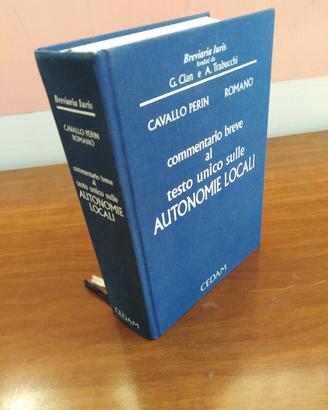 Breviaria Iuris
fondati da
G. Cian e A. Trabucchi
CAVALLO PERIN ROMANO
commentario breve
al
testo unico sulle
AUTONOMIE LOCALI
CEDAM
Breviaria Iuris
CAVALLO PERIN
ROMANO
commentario breve
al
testo unico sulle
AUTONOMIE
LOCALI
CEDAM